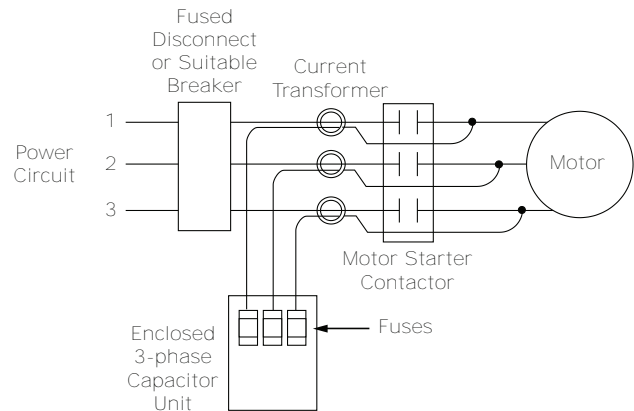 Fused
Disconnect
or Suitable
Breaker
Current
Transformer
1
Power
Circuit
2
3
Motor
Motor Starter
Contactor
Enclosed
3-phase
Capacitor
Unit
Fuses